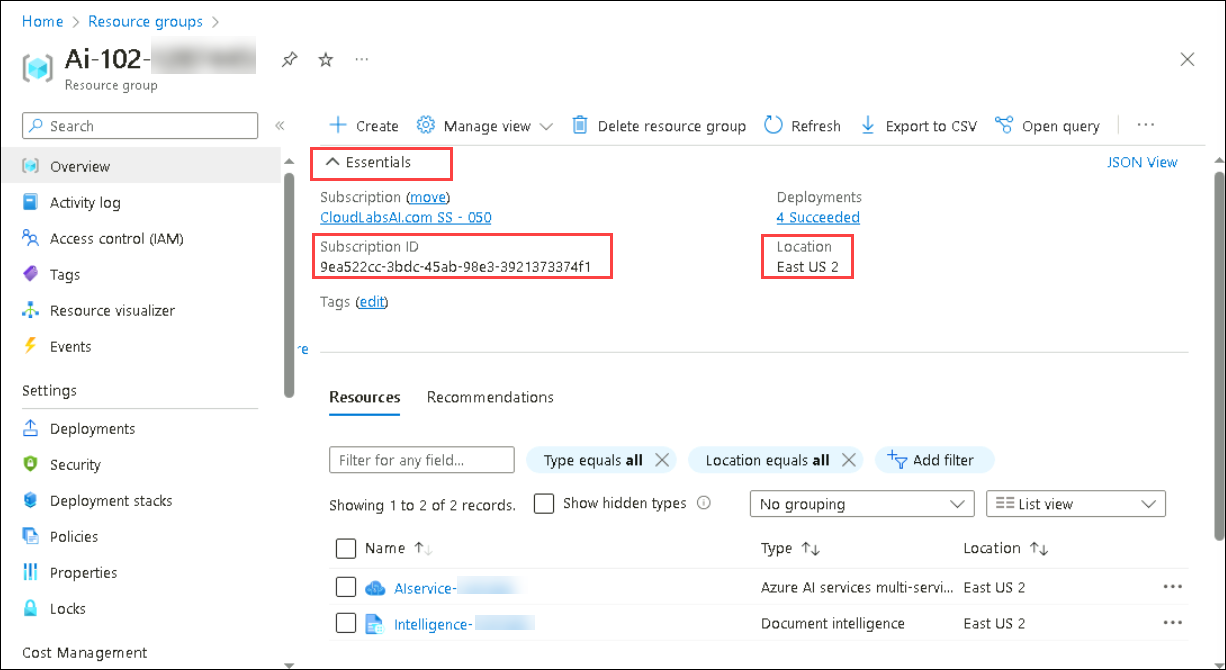 Home > Resource groups >
Ai-102-
Resource group
Search
Overview
Activity log
Access control (IAM)
Tags
Resource visualizer
Events
Settings
Deployments
Security
Deployment stacks
Policies
Properties
Locks
Cost Management
Create Manage view Delete resource group Refresh Export to CSV Open query
Essentials JSON View
Subscription (move) Deployments
CloudLabsAI.com SS - 050 4 Succeeded
Subscription ID Location
9ea522cc-3bdc-45ab-98e3-3921373374f1 East US 2
Tags (edit)
re
Resources Recommendations
Filter for any field... Type equals all Location equals all Add filter
Showing 1 to 2 of 2 records. Show hidden types No grouping List view
Name Type Location
AIservice- Azure AI services multi-servi... East US 2
Intelligence- Document intelligence East US 2